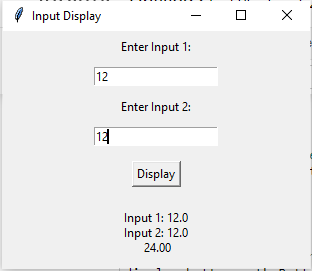 Input Display
Enter Input 1:
12
Enter Input 2:
12
Display
Input 1: 12.0
Input 2: 12.0
24.00